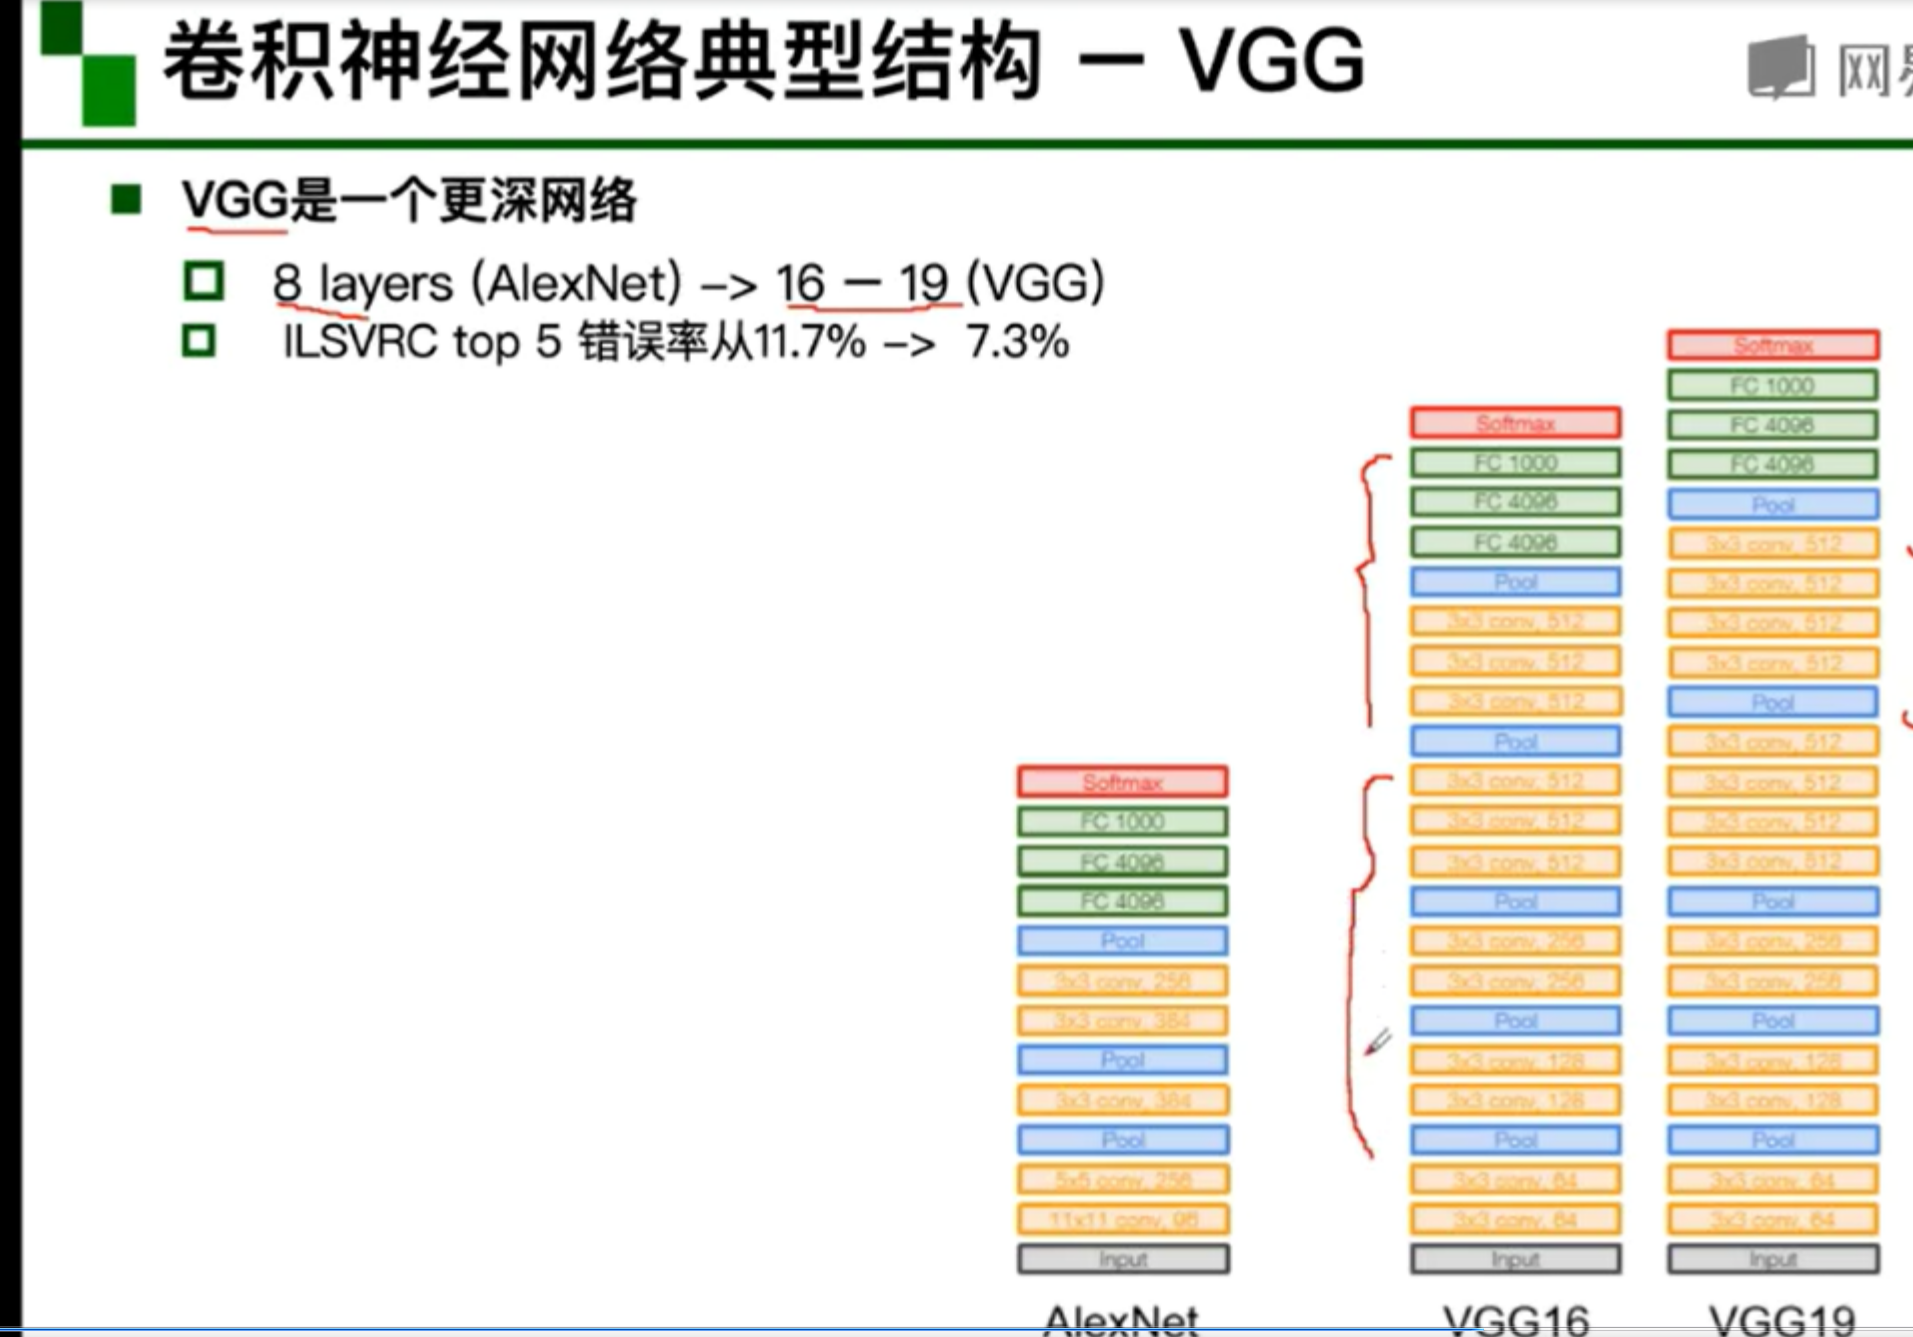 卷积神经网络典型结构 – VGG
网
VGG是一个更深网络
8 layers (AlexNet) –> 16 – 19 (VGG)
ILSVRC top 5 错误率从11.7% –> 7.3%
Softmax
FC 1000
FC 4096
FC 4096
Pool
3x3 conv, 256
3x3 conv, 384
Pool
3x3 conv, 384
Pool
5x5 conv, 256
11x11 conv, 96
Input
AlexNet
Softmax
FC 1000
FC 4096
FC 4096
Pool
3x3 conv, 512
3x3 conv, 512
3x3 conv, 512
Pool
3x3 conv, 512
3x3 conv, 512
3x3 conv, 512
Pool
3x3 conv, 256
3x3 conv, 256
Pool
3x3 conv, 128
3x3 conv, 128
Pool
3x3 conv, 64
3x3 conv, 64
Input
VGG16
Softmax
FC 1000
FC 4096
FC 4096
Pool
3x3 conv, 512
3x3 conv, 512
3x3 conv, 512
3x3 conv, 512
Pool
3x3 conv, 512
3x3 conv, 512
3x3 conv, 512
3x3 conv, 512
Pool
3x3 conv, 256
3x3 conv, 256
Pool
3x3 conv, 128
3x3 conv, 128
Pool
3x3 conv, 64
3x3 conv, 64
Input
VGG19